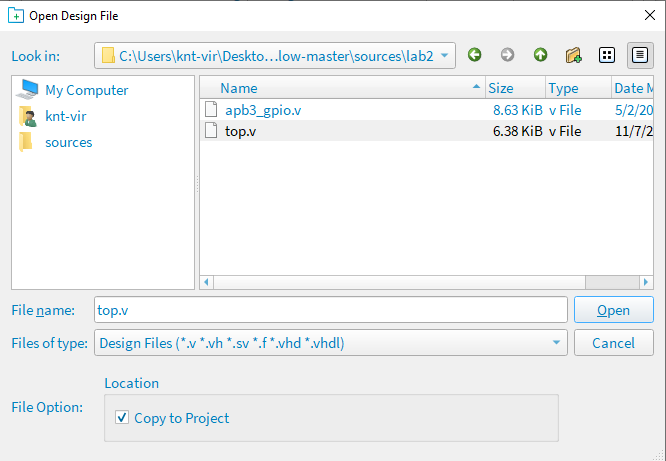 Open Design File
Look in: C:\Users\knt-vir\Deskto...low-master\sources\lab2
My Computer
knt-vir
sources
Name Size Type Date M
apb3_gpio.v 8.63 KiB v File 5/2/20
top.v 6.38 KiB v File 11/7/2
File name: top.v Open
Files of type: Design Files (*.v *.vh *.sv *.f *.vhd *.vhdl) Cancel
Location
File Option: Copy to Project